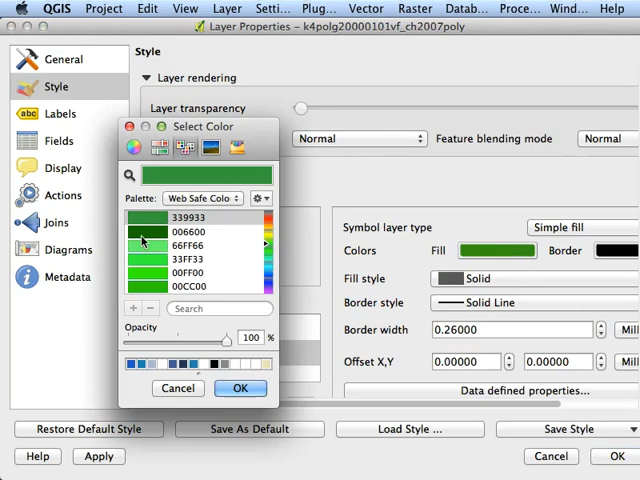 QGIS Project Edit View Layer Setti... Plug... Vector Raster Datab... Proce... Wind... Help
Layer Properties - k4polg20000101vf_ch2007poly
General
Style
Labels
Fields
Display
Actions
Joins
Diagrams
Metadata
Style
Layer rendering
Layer transparency
Normal
Feature blending mode
Normal
Select Color
Palette: Web Safe Colo
339933
006600
66FF66
33FF33
00FF00
00CC00
Search
Opacity
100 %
Cancel
OK
Symbol layer type
Simple fill
Colors
Fill
Border
Fill style
Solid
Border style
Solid Line
Border width
0.26000
Mill
Offset X,Y
0.00000
0.00000
Mill
Data defined properties...
Restore Default Style
Save As Default
Load Style ...
Save Style
Help
Apply
Cancel
OK